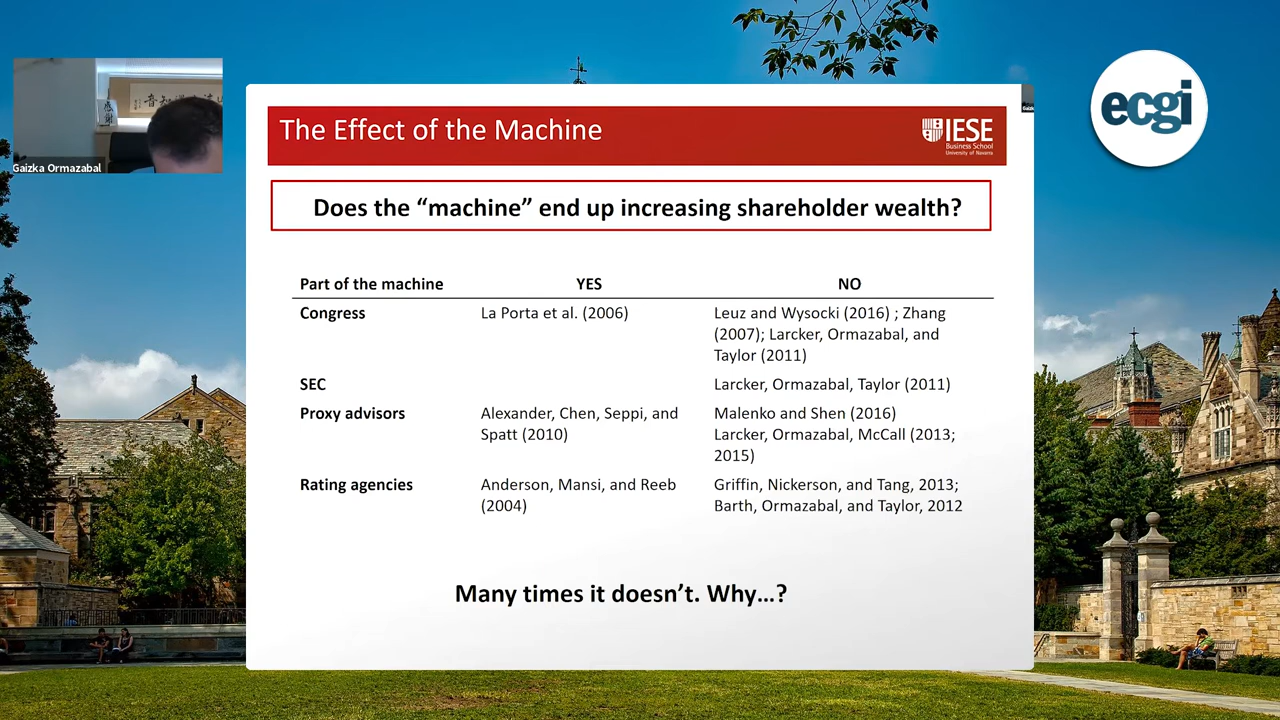 Gaizka Ormazabal
ecgi
The Effect of the Machine
IESE
Business School
University of Navarra
Does the “machine” end up increasing shareholder wealth?
Part of the machine YES NO
Congress La Porta et al. (2006) Leuz and Wysocki (2016) ; Zhang
(2007); Larcker, Ormazabal, and
Taylor (2011)
SEC Larcker, Ormazabal, Taylor (2011)
Proxy advisors Alexander, Chen, Seppi, and Malenko and Shen (2016)
Spatt (2010) Larcker, Ormazabal, McCall (2013;
2015)
Rating agencies Anderson, Mansi, and Reeb Griffin, Nickerson, and Tang, 2013;
(2004) Barth, Ormazabal, and Taylor, 2012
Many times it doesn’t. Why…?